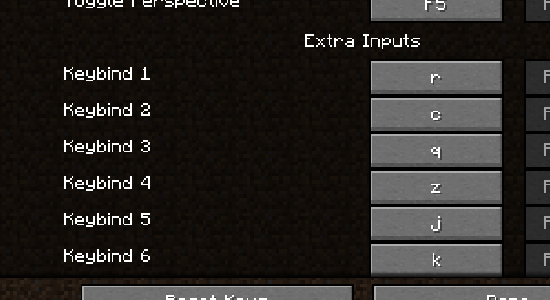 Toggle Perspective F5
Extra Inputs
Keybind 1 r
Keybind 2 c
Keybind 3 q
Keybind 4 z
Keybind 5 j
Keybind 6 k
Reset Keys Done